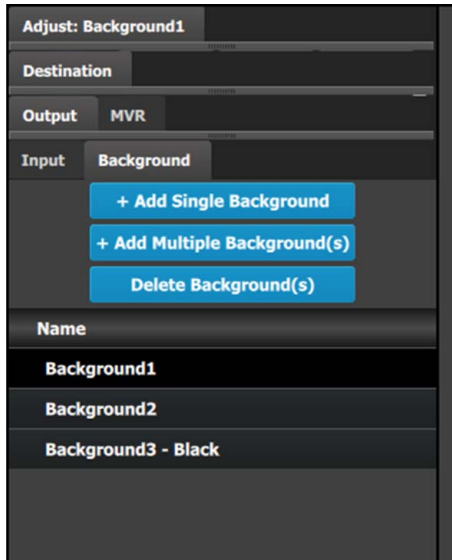 Adjust: Background1
Destination
Output MVR
Input Background
+ Add Single Background
+ Add Multiple Background(s)
Delete Background(s)
Name
Background1
Background2
Background3 - Black